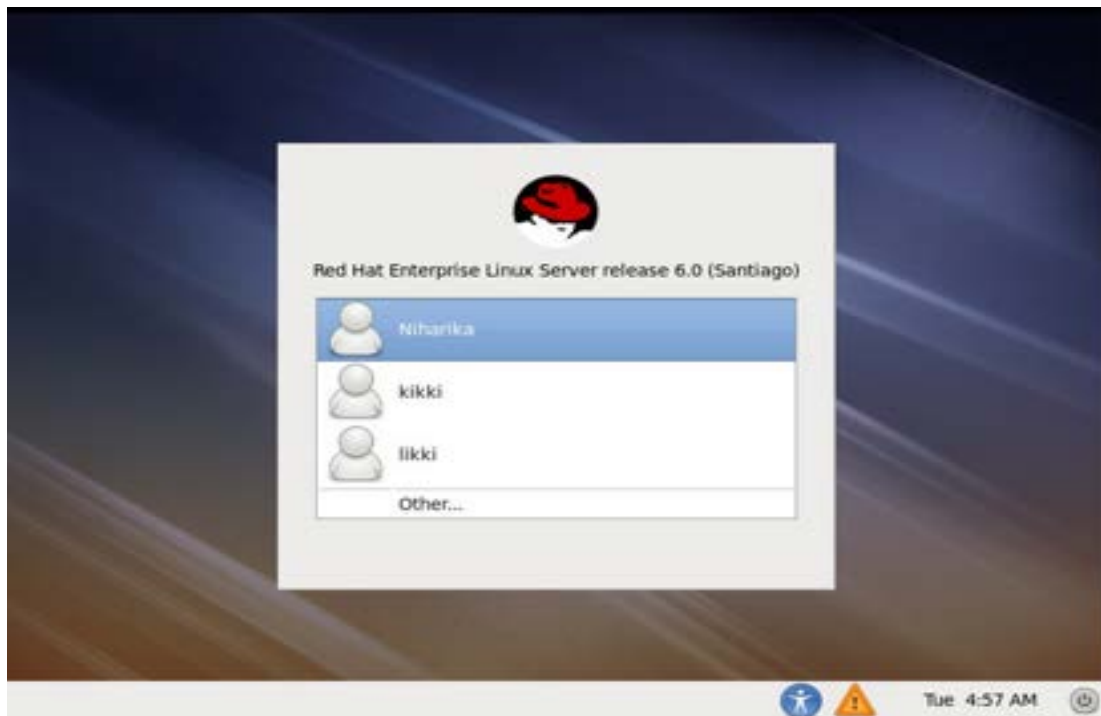 Red Hat Enterprise Linux Server release 6.0 (Santiago)
Niharika
kikki
likki
Other...
Tue 4:57 AM